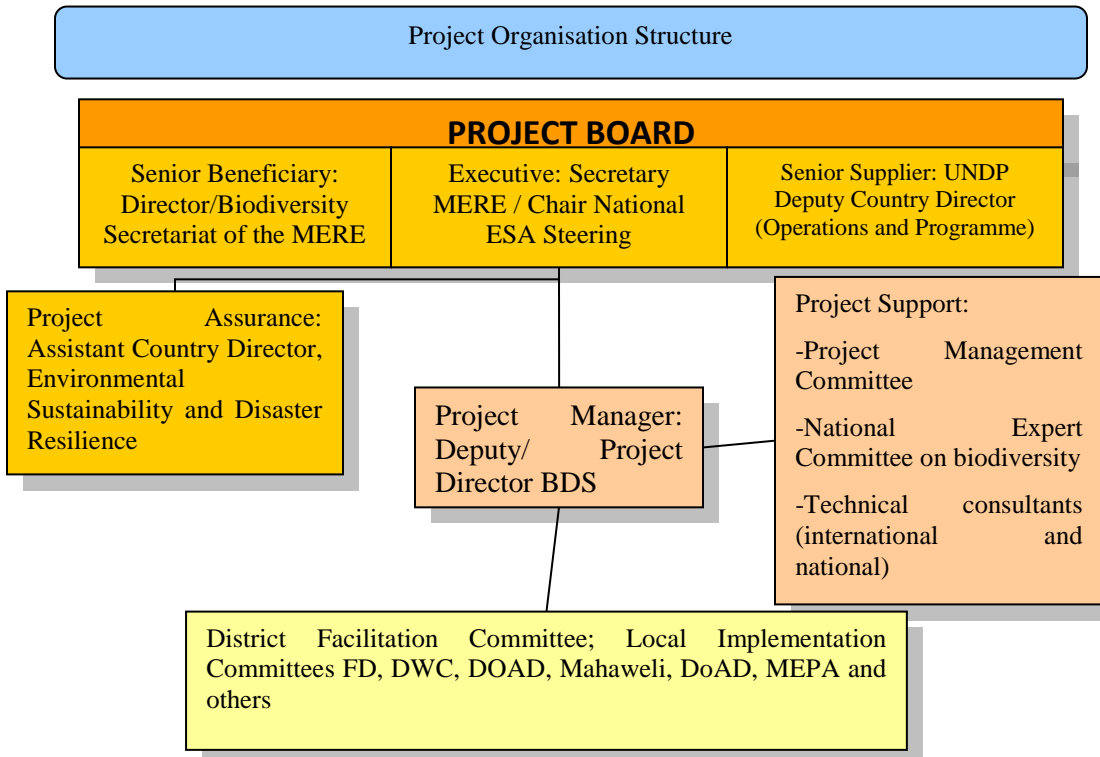 Project Organisation Structure
PROJECT BOARD
Senior Beneficiary:
Director/Biodiversity
Secretariat of the MERE
Executive: Secretary
MERE / Chair National
ESA Steering
Senior Supplier: UNDP
Deputy Country Director
(Operations and Programme)
Project Assurance:
Assistant Country Director,
Environmental
Sustainability and Disaster
Resilience
Project Manager:
Deputy/ Project
Director BDS
Project Support:
-Project Management
Committee
-National Expert
Committee on biodiversity
-Technical consultants
(international and
national)
District Facilitation Committee; Local Implementation
Committees FD, DWC, DOAD, Mahaweli, DoAD, MEPA and
others